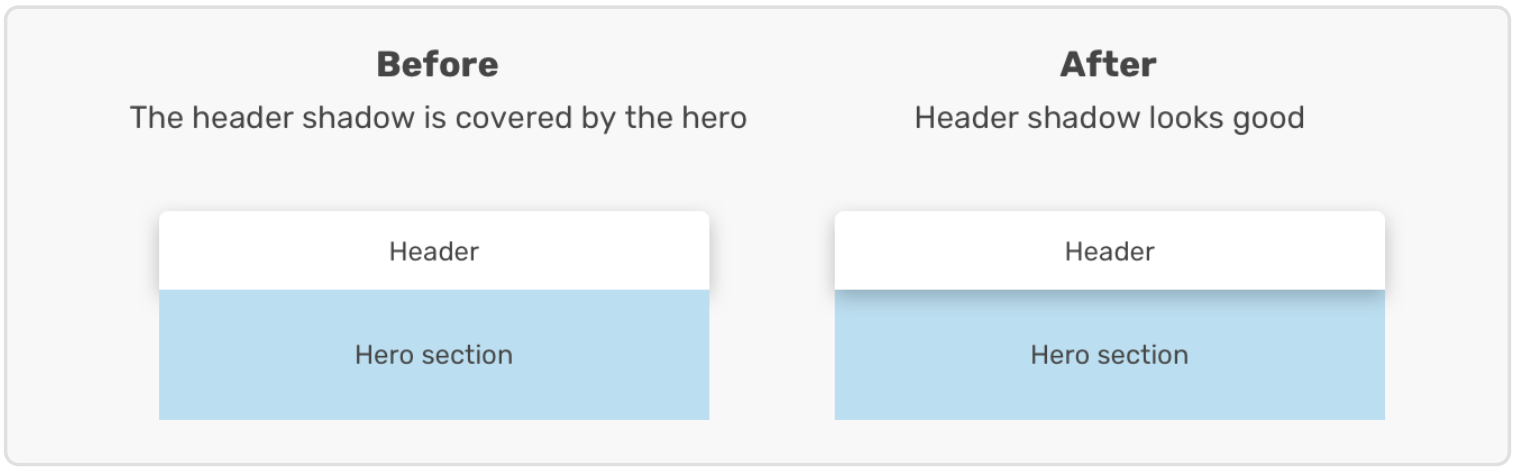 Before
The header shadow is covered by the hero
Header
Hero section
After
Header shadow looks good
Header
Hero section